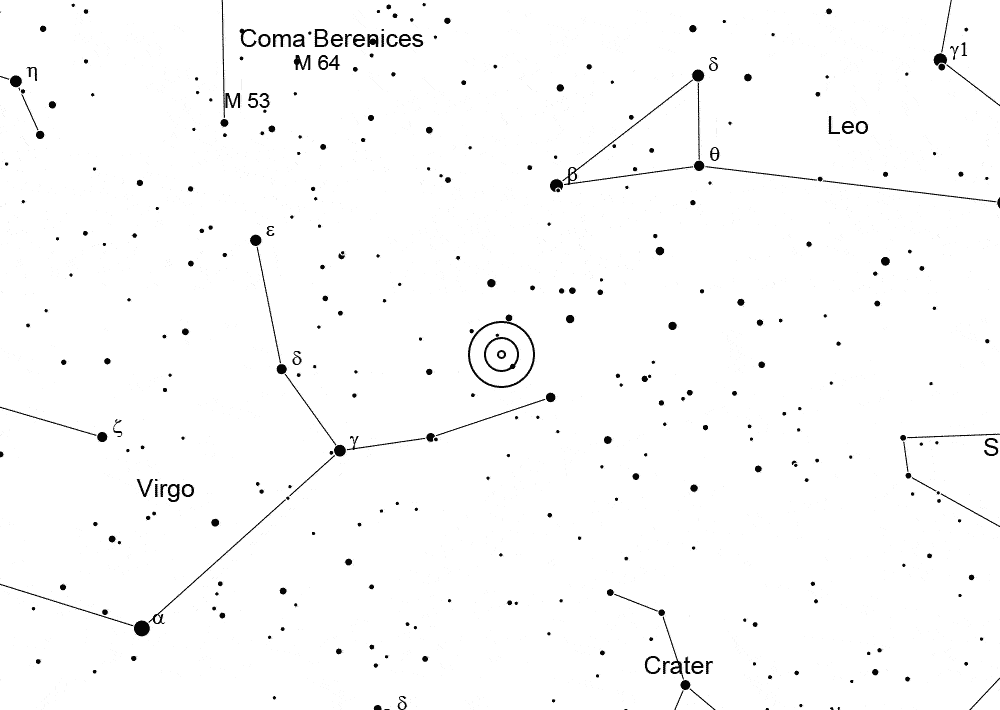 Coma Berenices
γ1
M 64
δ
η
M 53
Leo
θ
β
ε
δ
ζ
γ
S
Virgo
α
Crater
δ